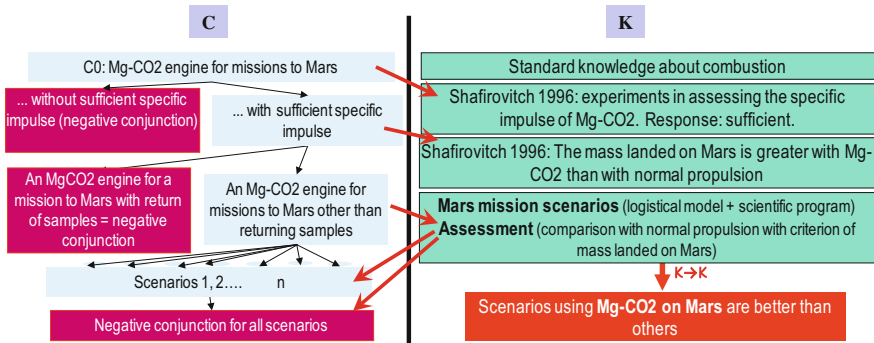 C
C0: Mg-CO2 engine for missions to Mars
... without sufficient specific
impulse (negative conjunction)
... with sufficient specific
impulse
An MgCO2 engine for a
mission to Mars with return
of samples = negative
conjunction
An Mg-CO2 engine for
missions to Mars other than
returning samples
Scenarios 1, 2.... n
Negative conjunction for all scenarios
K
Standard knowledge about combustion
Shafirovitch 1996: experiments in assessing the specific
impulse of Mg-CO2. Response: sufficient.
Shafirovitch 1996: The mass landed on Mars is greater with Mg-
CO2 than with normal propulsion
Mars mission scenarios (logistical model + scientific program)
Assessment (comparison with normal propulsion with criterion of
mass landed on Mars)
K→K
Scenarios using Mg-CO2 on Mars are better than
others